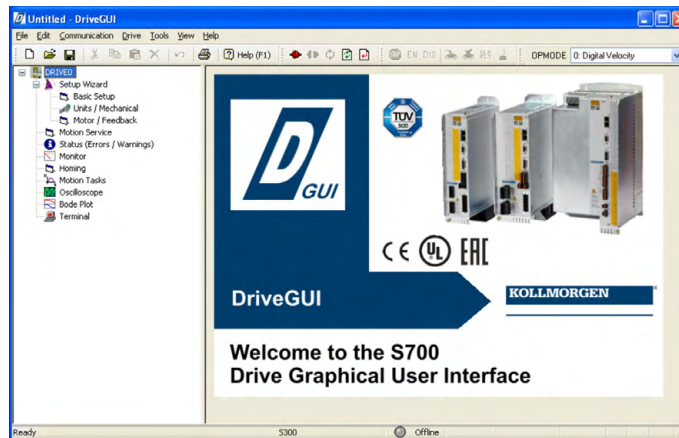 Untitled - DriveGUI
File Edit Communication Drive Tools View Help
Help (F1) EN DIS OPMODE 0: Digital Velocity
DRIVE0
Setup Wizard
Basic Setup
Units / Mechanical
Motor / Feedback
Motion Service
Status (Errors / Warnings)
Monitor
Homing
Motion Tasks
Oscilloscope
Bode Plot
Terminal
D
GUI
TÜV
SÜD
CE UL EAC
DriveGUI
KOLLMORGEN
Welcome to the S700
Drive Graphical User Interface
Ready S300 Offline